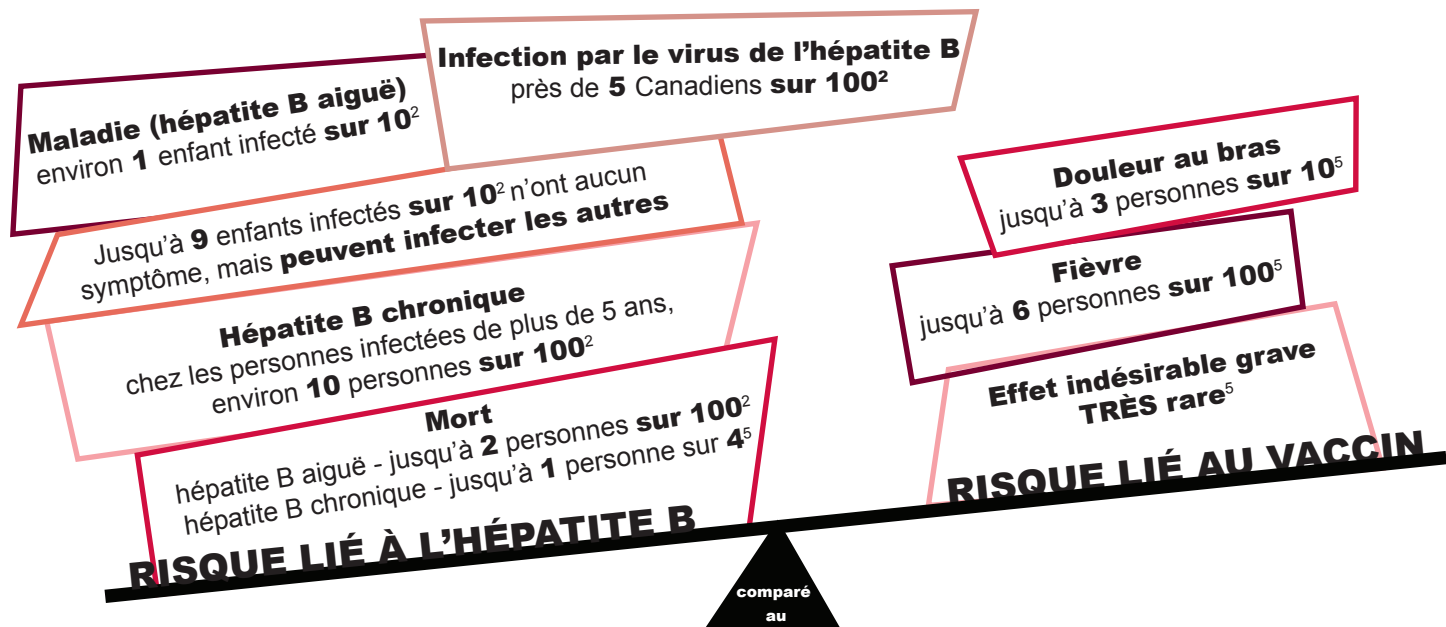 Infection par le virus de l’hépatite B
près de 5 Canadiens sur 100²
Maladie (hépatite B aiguë)
environ 1 enfant infecté sur 10²
Jusqu’à 9 enfants infectés sur 10² n’ont aucun
symptôme, mais peuvent infecter les autres
Hépatite B chronique
chez les personnes infectées de plus de 5 ans,
environ 10 personnes sur 100²
Mort
hépatite B aiguë - jusqu’à 2 personnes sur 100²
hépatite B chronique - jusqu’à 1 personne sur 4⁵
RISQUE LIÉ À L’HÉPATITE B
Douleur au bras
jusqu’à 3 personnes sur 10⁵
Fièvre
jusqu’à 6 personnes sur 100⁵
Effet indésirable grave
TRÈS rare⁵
RISQUE LIÉ AU VACCIN
comparé
au